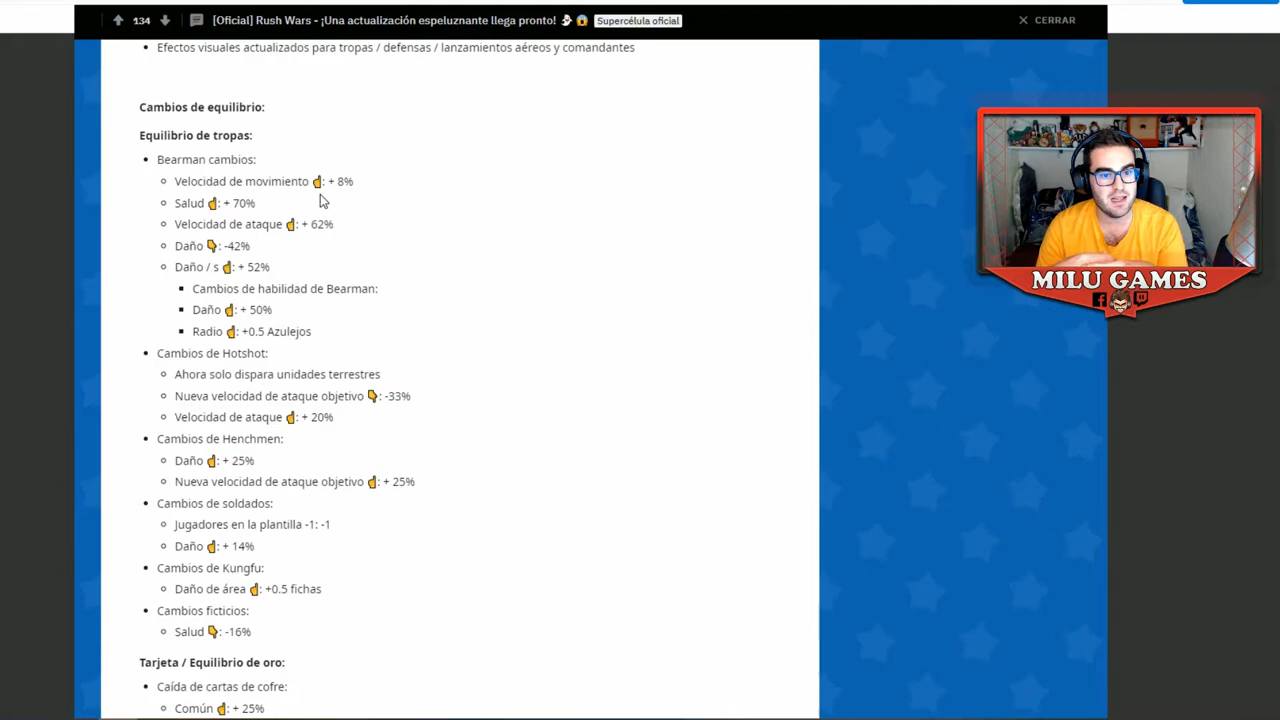 134 [Oficial] Rush Wars - ¡Una actualización espeluznante llega pronto! 👻😱 Supercélula oficial × CERRAR
• Efectos visuales actualizados para tropas / defensas / lanzamientos aéreos y comandantes
Cambios de equilibrio:
Equilibrio de tropas:
• Bearman cambios:
○ Velocidad de movimiento ☝: + 8%
○ Salud ☝: + 70%
○ Velocidad de ataque ☝: + 62%
○ Daño 👇: -42%
○ Daño / s ☝: + 52%
▪ Cambios de habilidad de Bearman:
▪ Daño ☝: + 50%
▪ Radio ☝: +0.5 Azulejos
• Cambios de Hotshot:
○ Ahora solo dispara unidades terrestres
○ Nueva velocidad de ataque objetivo 👇: -33%
○ Velocidad de ataque ☝: + 20%
• Cambios de Henchmen:
○ Daño ☝: + 25%
○ Nueva velocidad de ataque objetivo ☝: + 25%
• Cambios de soldados:
○ Jugadores en la plantilla -1: -1
○ Daño ☝: + 14%
• Cambios de Kungfu:
○ Daño de área ☝: +0.5 fichas
• Cambios ficticios:
○ Salud 👇: -16%
Tarjeta / Equilibrio de oro:
• Caída de cartas de cofre:
○ Común ☝: + 25%
MILU GAMES